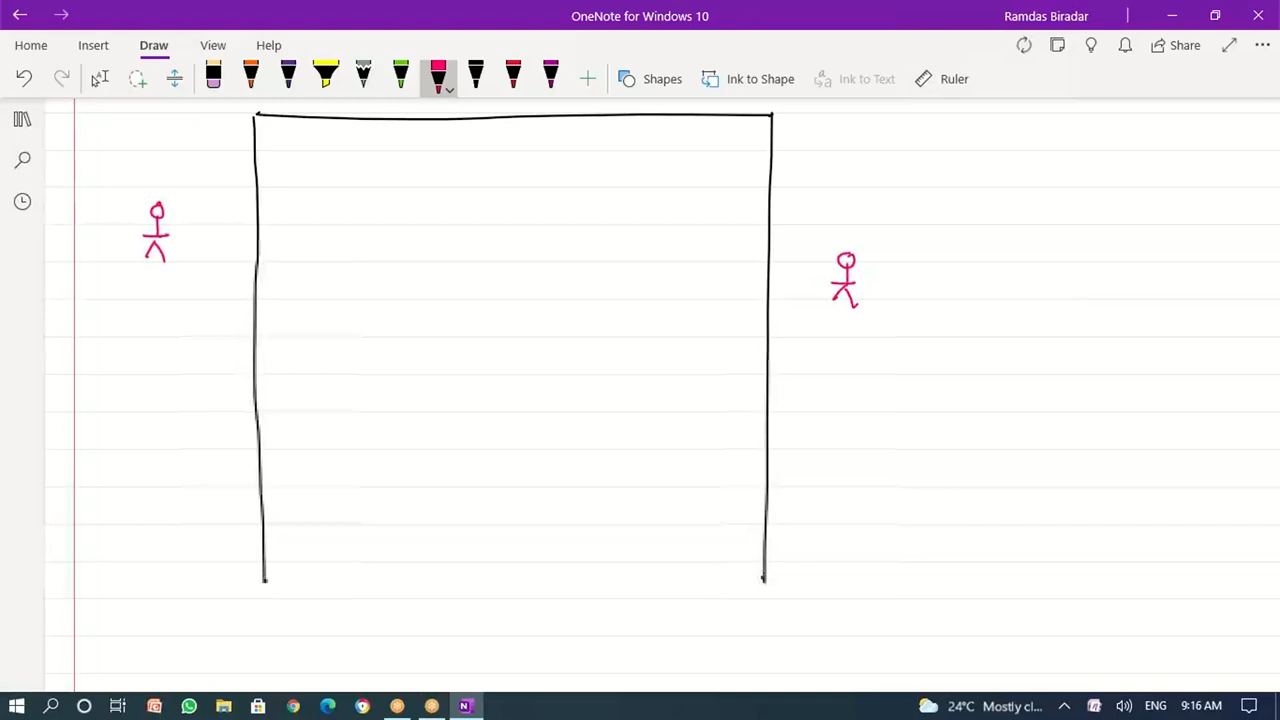 OneNote for Windows 10
Ramdas Biradar
Home Insert Draw View Help
Share
Shapes
Ink to Shape
Ink to Text
Ruler
24°C Mostly cl...
ENG
9:16 AM